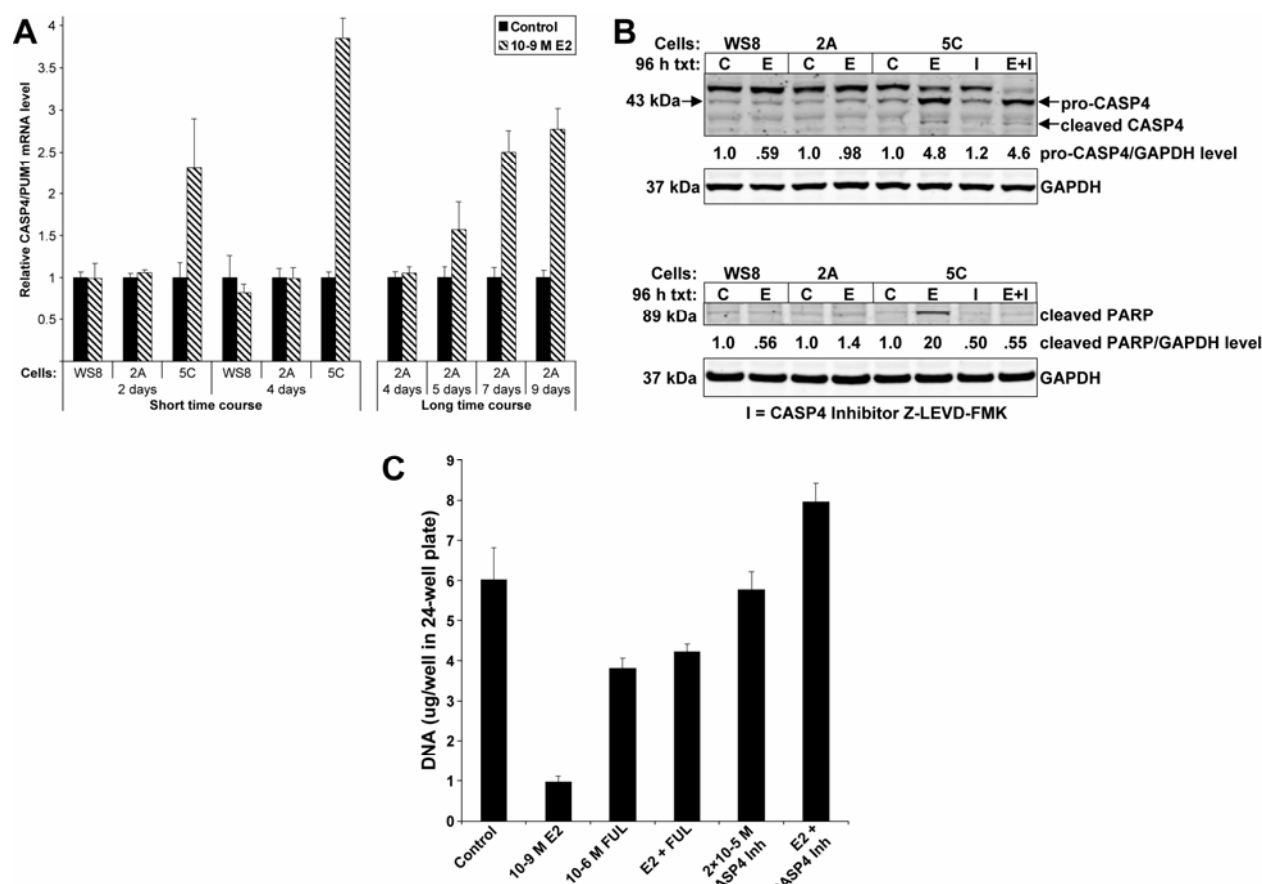 A
Relative CASP4/PUM1 mRNA level
4
3.5
3
2.5
2
1.5
1
0.5
Control
10-9 M E2
Cells: WS8 2A 5C WS8 2A 5C 2A 2A 2A 2A
2 days 4 days 4 days 5 days 7 days 9 days
Short time course Long time course
B
Cells: WS8 2A 5C
96 h txt: C E C E C E I E+I
43 kDa
pro-CASP4
cleaved CASP4
1.0 .59 1.0 .98 1.0 4.8 1.2 4.6 pro-CASP4/GAPDH level
37 kDa GAPDH
Cells: WS8 2A 5C
96 h txt: C E C E C E I E+I
89 kDa cleaved PARP
1.0 .56 1.0 1.4 1.0 20 .50 .55 cleaved PARP/GAPDH level
37 kDa GAPDH
I = CASP4 Inhibitor Z-LEVD-FMK
C
DNA (ug/well in 24-well plate)
9
8
7
6
5
4
3
2
1
0
Control
10-9 M E2
10-6 M FUL
E2 + FUL
2×10-5 M
ASP4 Inh
E2 +
CASP4 Inh